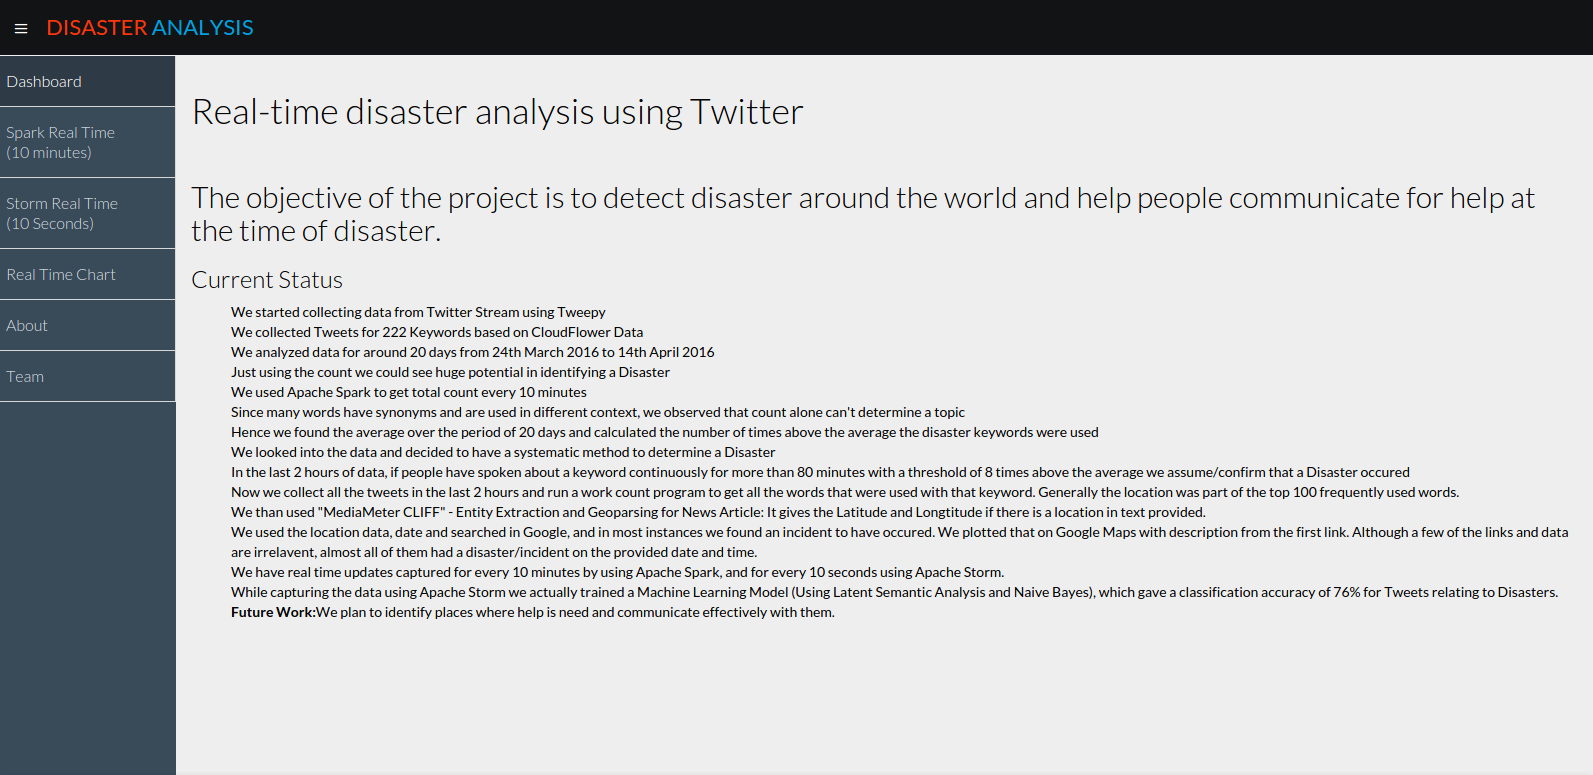 DISASTER ANALYSIS
Dashboard
Spark Real Time
(10 minutes)
Storm Real Time
(10 Seconds)
Real Time Chart
About
Team
Real-time disaster analysis using Twitter
The objective of the project is to detect disaster around the world and help people communicate for help at
the time of disaster.
Current Status
We started collecting data from Twitter Stream using Tweepy
We collected Tweets for 222 Keywords based on CloudFlower Data
We analyzed data for around 20 days from 24th March 2016 to 14th April 2016
Just using the count we could see huge potential in identifying a Disaster
We used Apache Spark to get total count every 10 minutes
Since many words have synonyms and are used in different context, we observed that count alone can't determine a topic
Hence we found the average over the period of 20 days and calculated the number of times above the average the disaster keywords were used
We looked into the data and decided to have a systematic method to determine a Disaster
In the last 2 hours of data, if people have spoken about a keyword continuously for more than 80 minutes with a threshold of 8 times above the average we assume/confirm that a Disaster occured
Now we collect all the tweets in the last 2 hours and run a work count program to get all the words that were used with that keyword. Generally the location was part of the top 100 frequently used words.
We than used "MediaMeter CLIFF" - Entity Extraction and Geoparsing for News Article: It gives the Latitude and Longtitude if there is a location in text provided.
We used the location data, date and searched in Google, and in most instances we found an incident to have occured. We plotted that on Google Maps with description from the first link. Although a few of the links and data
are irrelavent, almost all of them had a disaster/incident on the provided date and time.
We have real time updates captured for every 10 minutes by using Apache Spark, and for every 10 seconds using Apache Storm.
While capturing the data using Apache Storm we actually trained a Machine Learning Model (Using Latent Semantic Analysis and Naive Bayes), which gave a classification accuracy of 76% for Tweets relating to Disasters.
Future Work:We plan to identify places where help is need and communicate effectively with them.